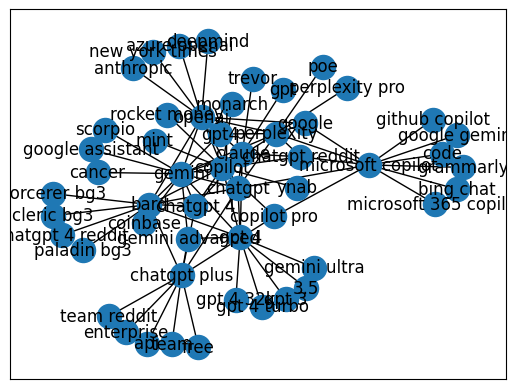 deepmind
azure openai
new york times
anthropic
poe
trevor
gpt
perplexity pro
monarch
rocket money
openai
google
github copilot
scorpio
gpt4
perplexity
google gemini
mint
google assistant
claude
chatgpt reddit
code
cancer
gemini
copilot
microsoft copilot
grammarly
chatgpt
ynab
bing chat
sorcerer bg3
bard
chatgpt 4
microsoft 365 copilot
cleric bg3
coinbase
copilot pro
chatgpt 4 reddit
gemini advanced
gpt 4
paladin bg3
chatgpt plus
gemini ultra
3.5
gpt 4 32k
gpt 3
gpt 4 turbo
team reddit
enterprise
api
team
free